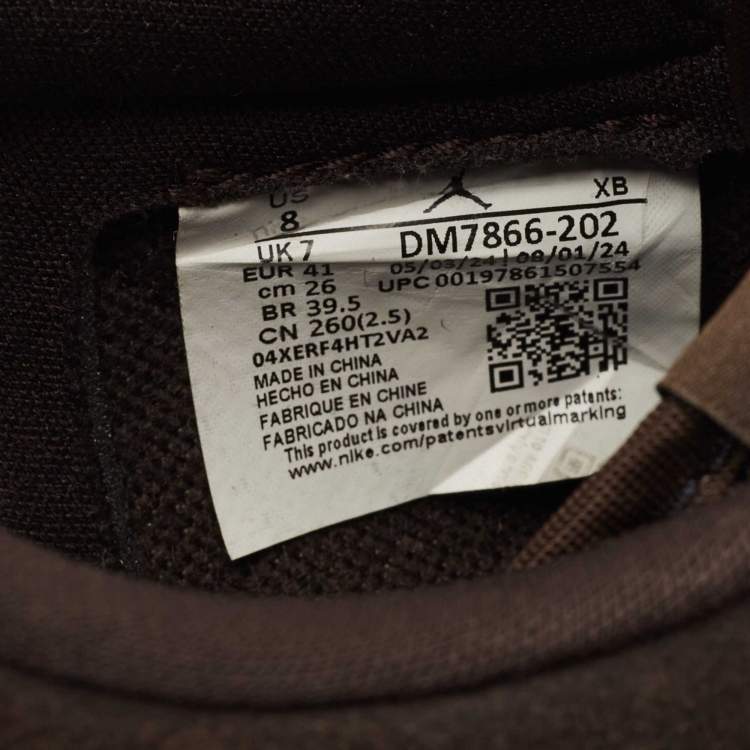 US
8
XB
UK 7
DM7866-202
EUR 41
05/03/24 | 08/01/24
cm 26
UPC 00197861507554
BR 39.5
CN 260(2.5)
04XERF4HT2VA2
MADE IN CHINA
HECHO EN CHINA
FABRIQUE EN CHINE
FABRICADO NA CHINA
This product is covered by one or more patents:
www.nike.com/patentsvirtualmarking